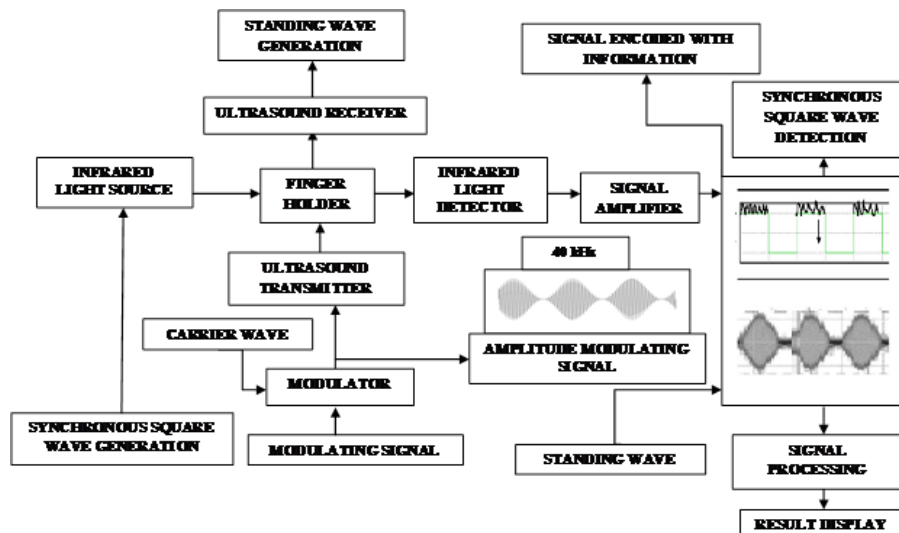 STANDING WAVE
GENERATION
SIGNAL ENCODED WITH
INFORMATION
ULTRASOUND RECEIVER
SYNCHRONOUS
SQUARE WAVE
DETECTION
INFRARED
LIGHT SOURCE
FINGER
HOLDER
INFRARED
LIGHT
DETECTOR
SIGNAL
AMPLIFIER
ULTRASOUND
TRANSMITTER
40 kHz
CARRIER WAVE
AMPLITUDE MODULATING
SIGNAL
MODULATOR
SYNCHRONOUS SQUARE
WAVE GENERATION
MODULATING SIGNAL
STANDING WAVE
SIGNAL
PROCESSING
RESULT DISPLAY